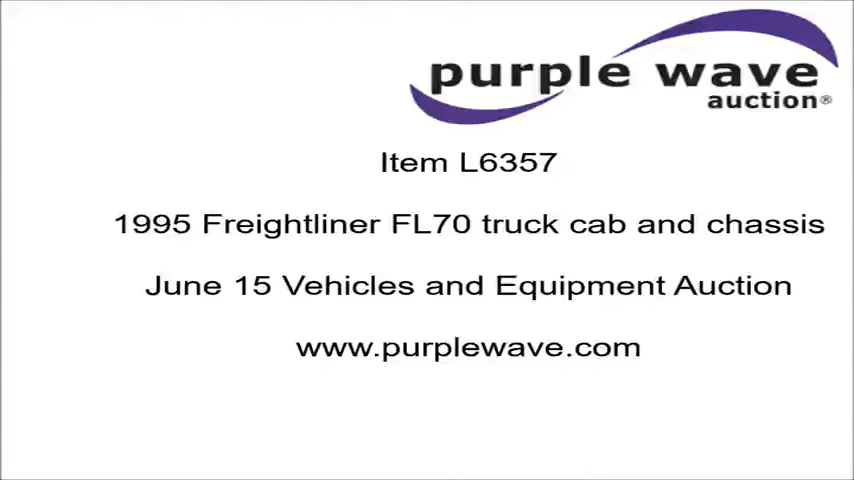 purple wave
auction®
Item L6357
1995 Freightliner FL70 truck cab and chassis
June 15 Vehicles and Equipment Auction
www.purplewave.com